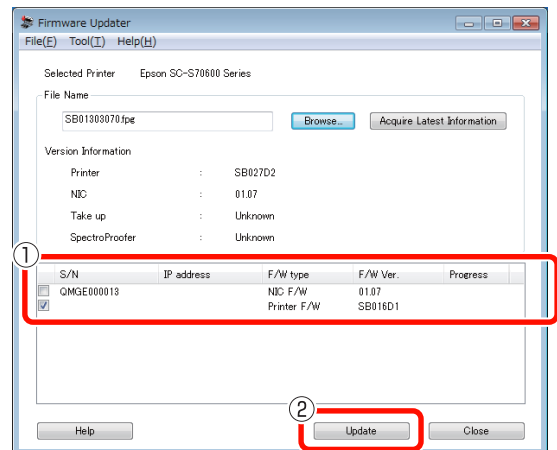 Firmware Updater
File(F) Tool(T) Help(H)
Selected Printer Epson SC-S70600 Series
File Name
SB01303070.fpg Browse... Acquire Latest Information
Version Information
Printer : SB027D2
NIC : 01.07
Take up : Unknown
SpectroProofer : Unknown
①
S/N IP address F/W type F/W Ver. Progress
QMGE000013 NIC F/W 01.07
Printer F/W SB016D1
②
Help Update Close